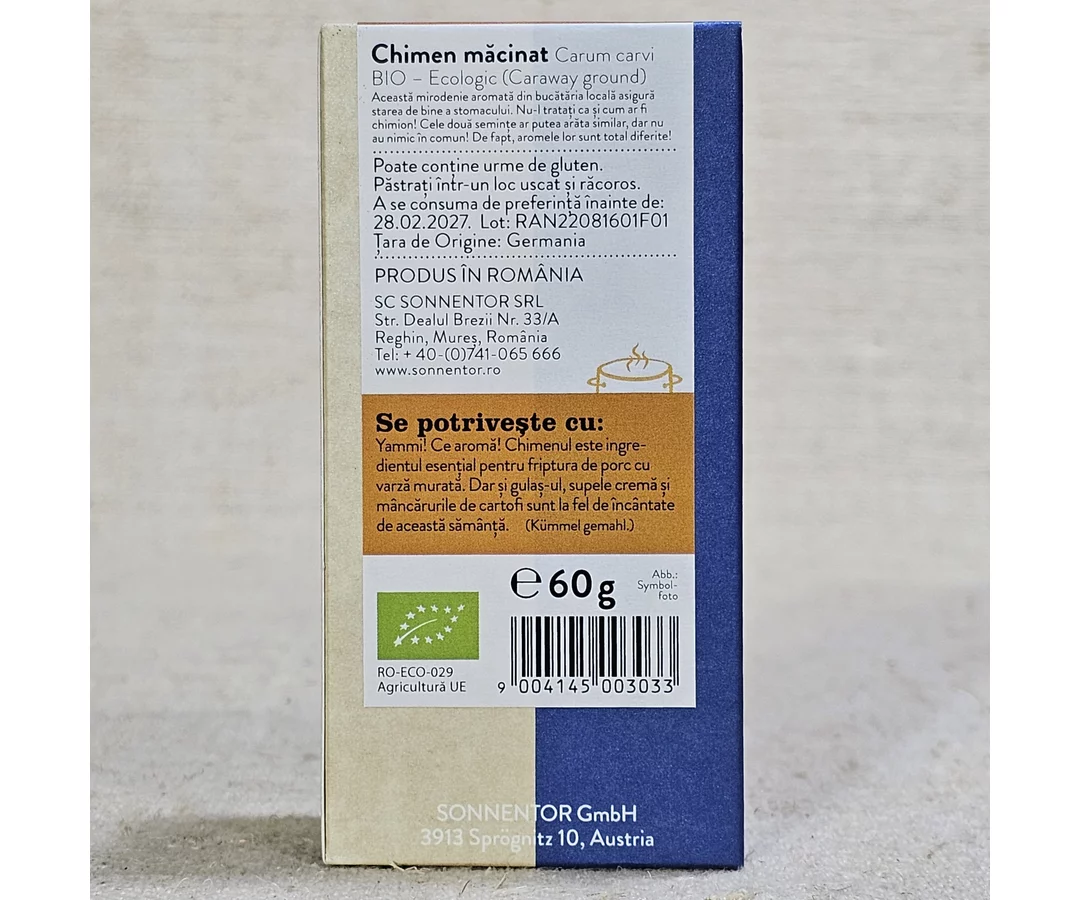 Chimen măcinat Carum carvi
BIO – Ecologic (Caraway ground)
Această mirodenie aromată din bucătăria locală asigură
starea de bine a stomacului. Nu-l tratați ca și cum ar fi
chimion! Cele două semințe ar putea arăta similar, dar nu
au nimic în comun! De fapt, aromele lor sunt total diferite!
Poate conține urme de gluten.
Păstrați într-un loc uscat și răcoros.
A se consuma de preferință înainte de:
28.02.2027. Lot: RAN22081601F01
Țara de Origine: Germania
PRODUS ÎN ROMÂNIA
SC SONNENTOR SRL
Str. Dealul Brezii Nr. 33/A
Reghin, Mureș, România
Tel: + 40-(0)741-065 666
www.sonnentor.ro
Se potrivește cu:
Yammi! Ce aromă! Chimenul este ingre-
dientul esențial pentru friptura de porc cu
varză murată. Dar și gulaș-ul, supele cremă și
mâncărurile de cartofi sunt la fel de încântate
de această sămânță. (Kümmel gemahl.)
℮ 60 g
Abb.:
Symbol-
foto
RO-ECO-029
Agricultură UE
9 004145 003033
SONNENTOR GmbH
3913 Sprögnitz 10, Austria